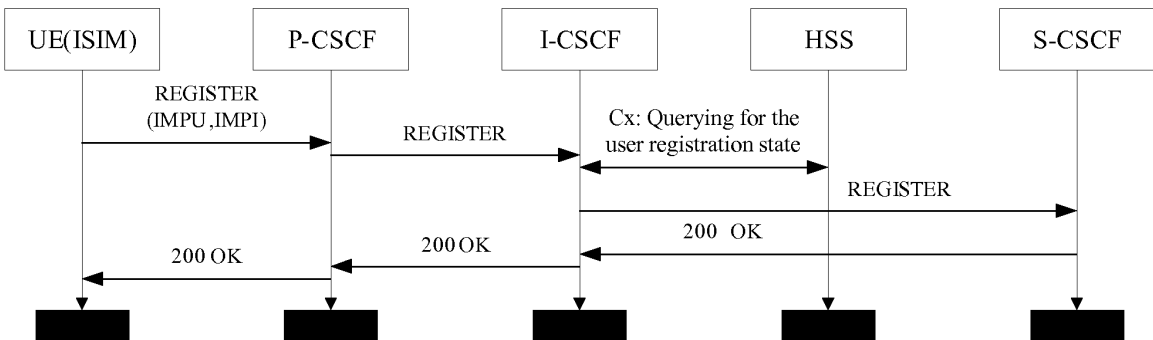 UE(ISIM)
P-CSCF
I-CSCF
HSS
S-CSCF
REGISTER
(IMPU,IMPI)
REGISTER
Cx: Querying for the
user registration state
REGISTER
200 OK
200 OK
200 OK